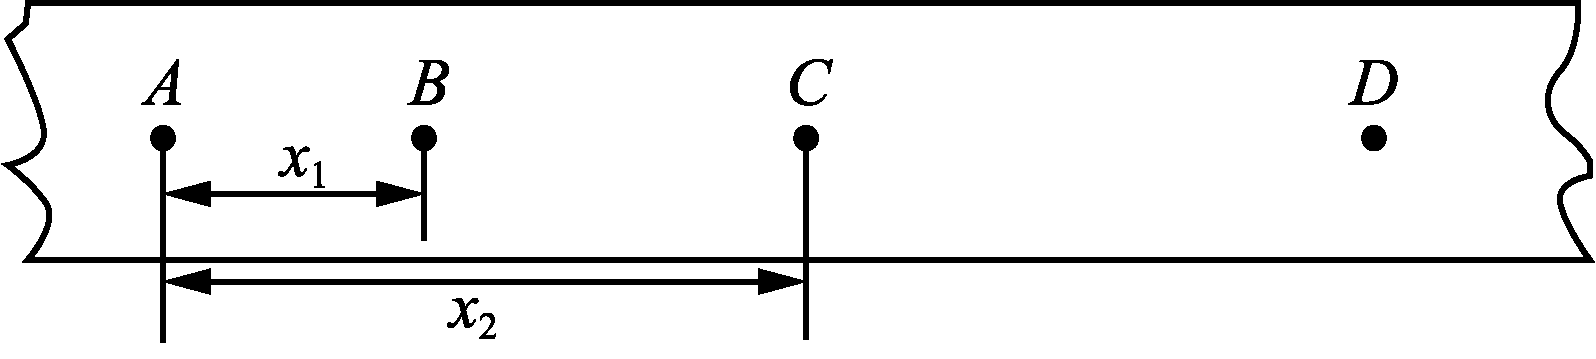 A B C D
x₁
x₂